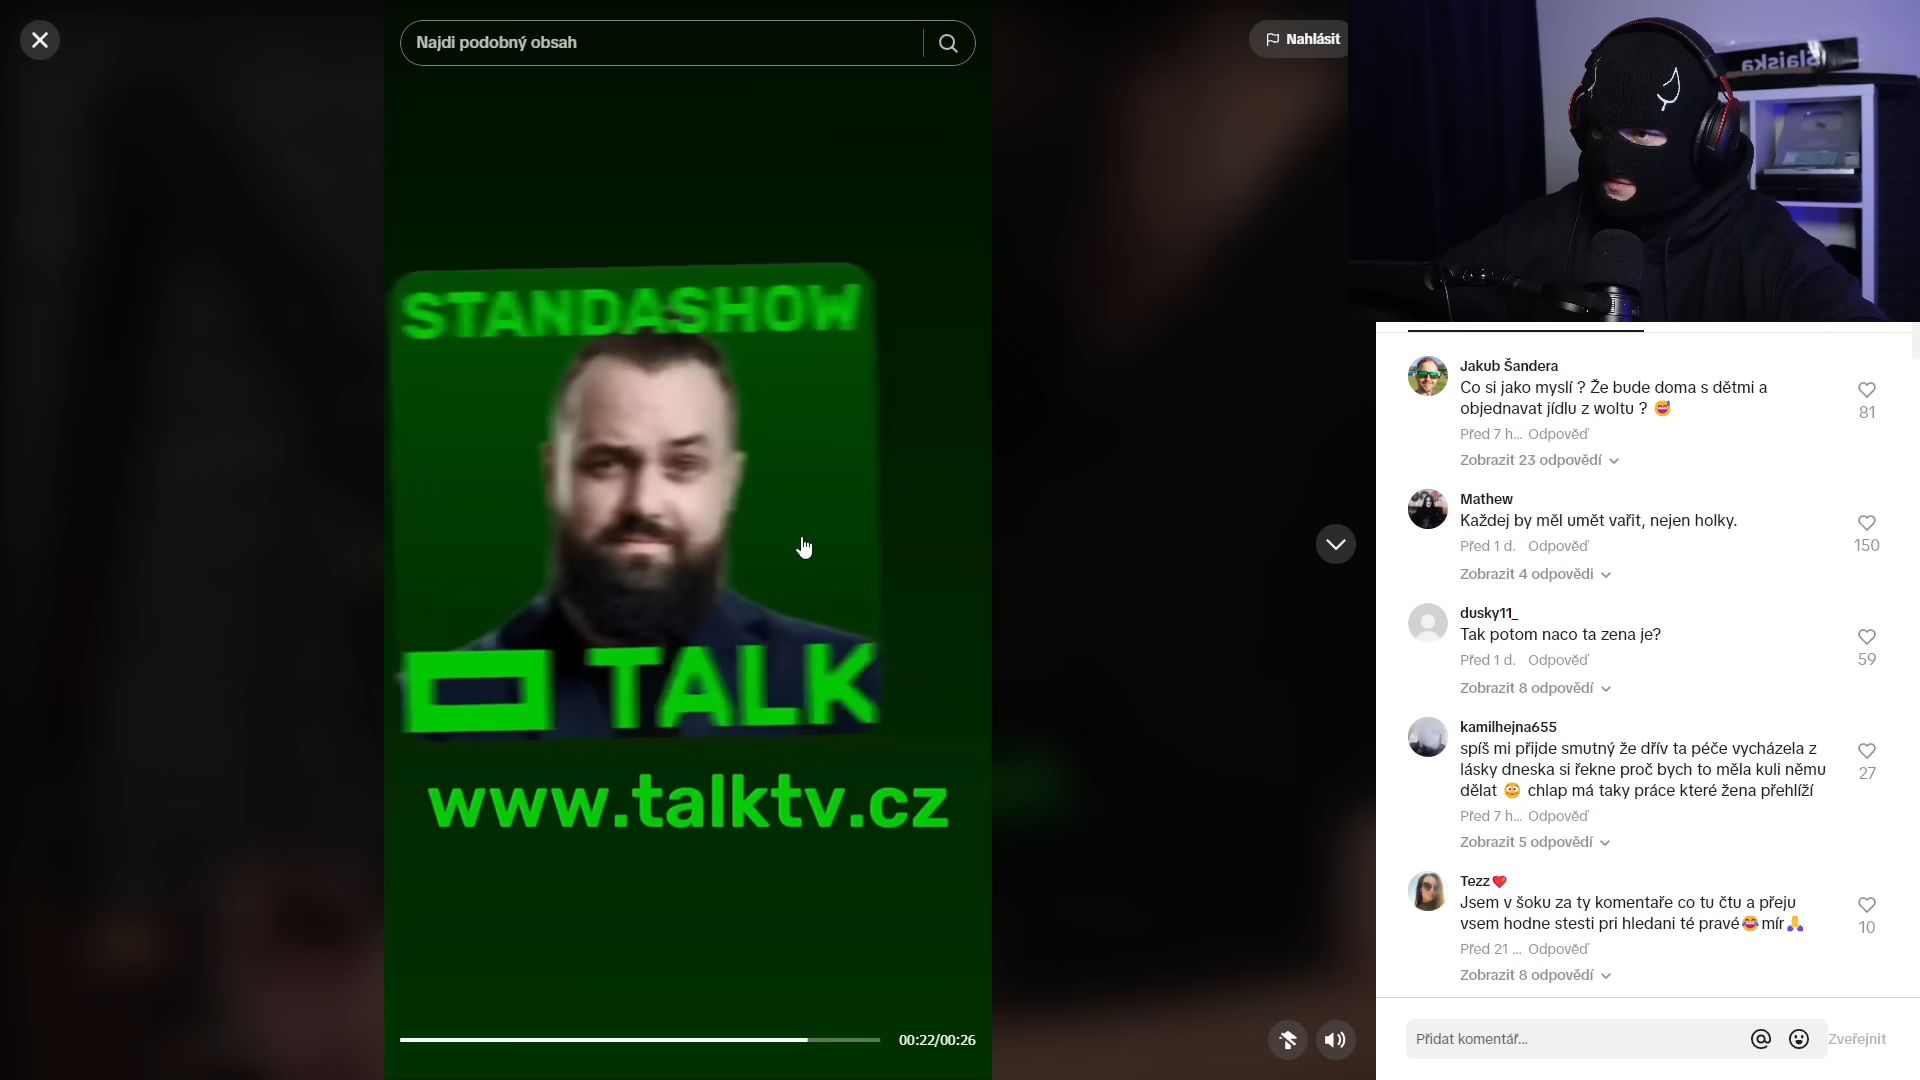 Najdi podobný obsah
Nahlásit
STANDASHOW
TALK
www.talktv.cz
00:22/00:26
Jakub Šandera
Co si jako myslí ? Že bude doma s dětmi a
objednavat jídlu z woltu ? 😅
81
Před 7 h... Odpověď
Zobrazit 23 odpovědí
Mathew
Každej by měl umět vařit, nejen holky.
150
Před 1 d. Odpověď
Zobrazit 4 odpovědi
dusky11_
Tak potom naco ta zena je?
59
Před 1 d. Odpověď
Zobrazit 8 odpovědí
kamilhejna655
spíš mi přijde smutný že dřív ta péče vycházela z
lásky dneska si řekne proč bych to měla kuli němu
dělat 😳 chlap má taky práce které žena přehlíží
27
Před 7 h... Odpověď
Zobrazit 5 odpovědí
Tezz❤️
Jsem v šoku za ty komentaře co tu čtu a přeju
vsem hodne stesti pri hledani té pravé😂mír🙏
10
Před 21 ... Odpověď
Zobrazit 8 odpovědí
Přidat komentář...
Zveřejnit